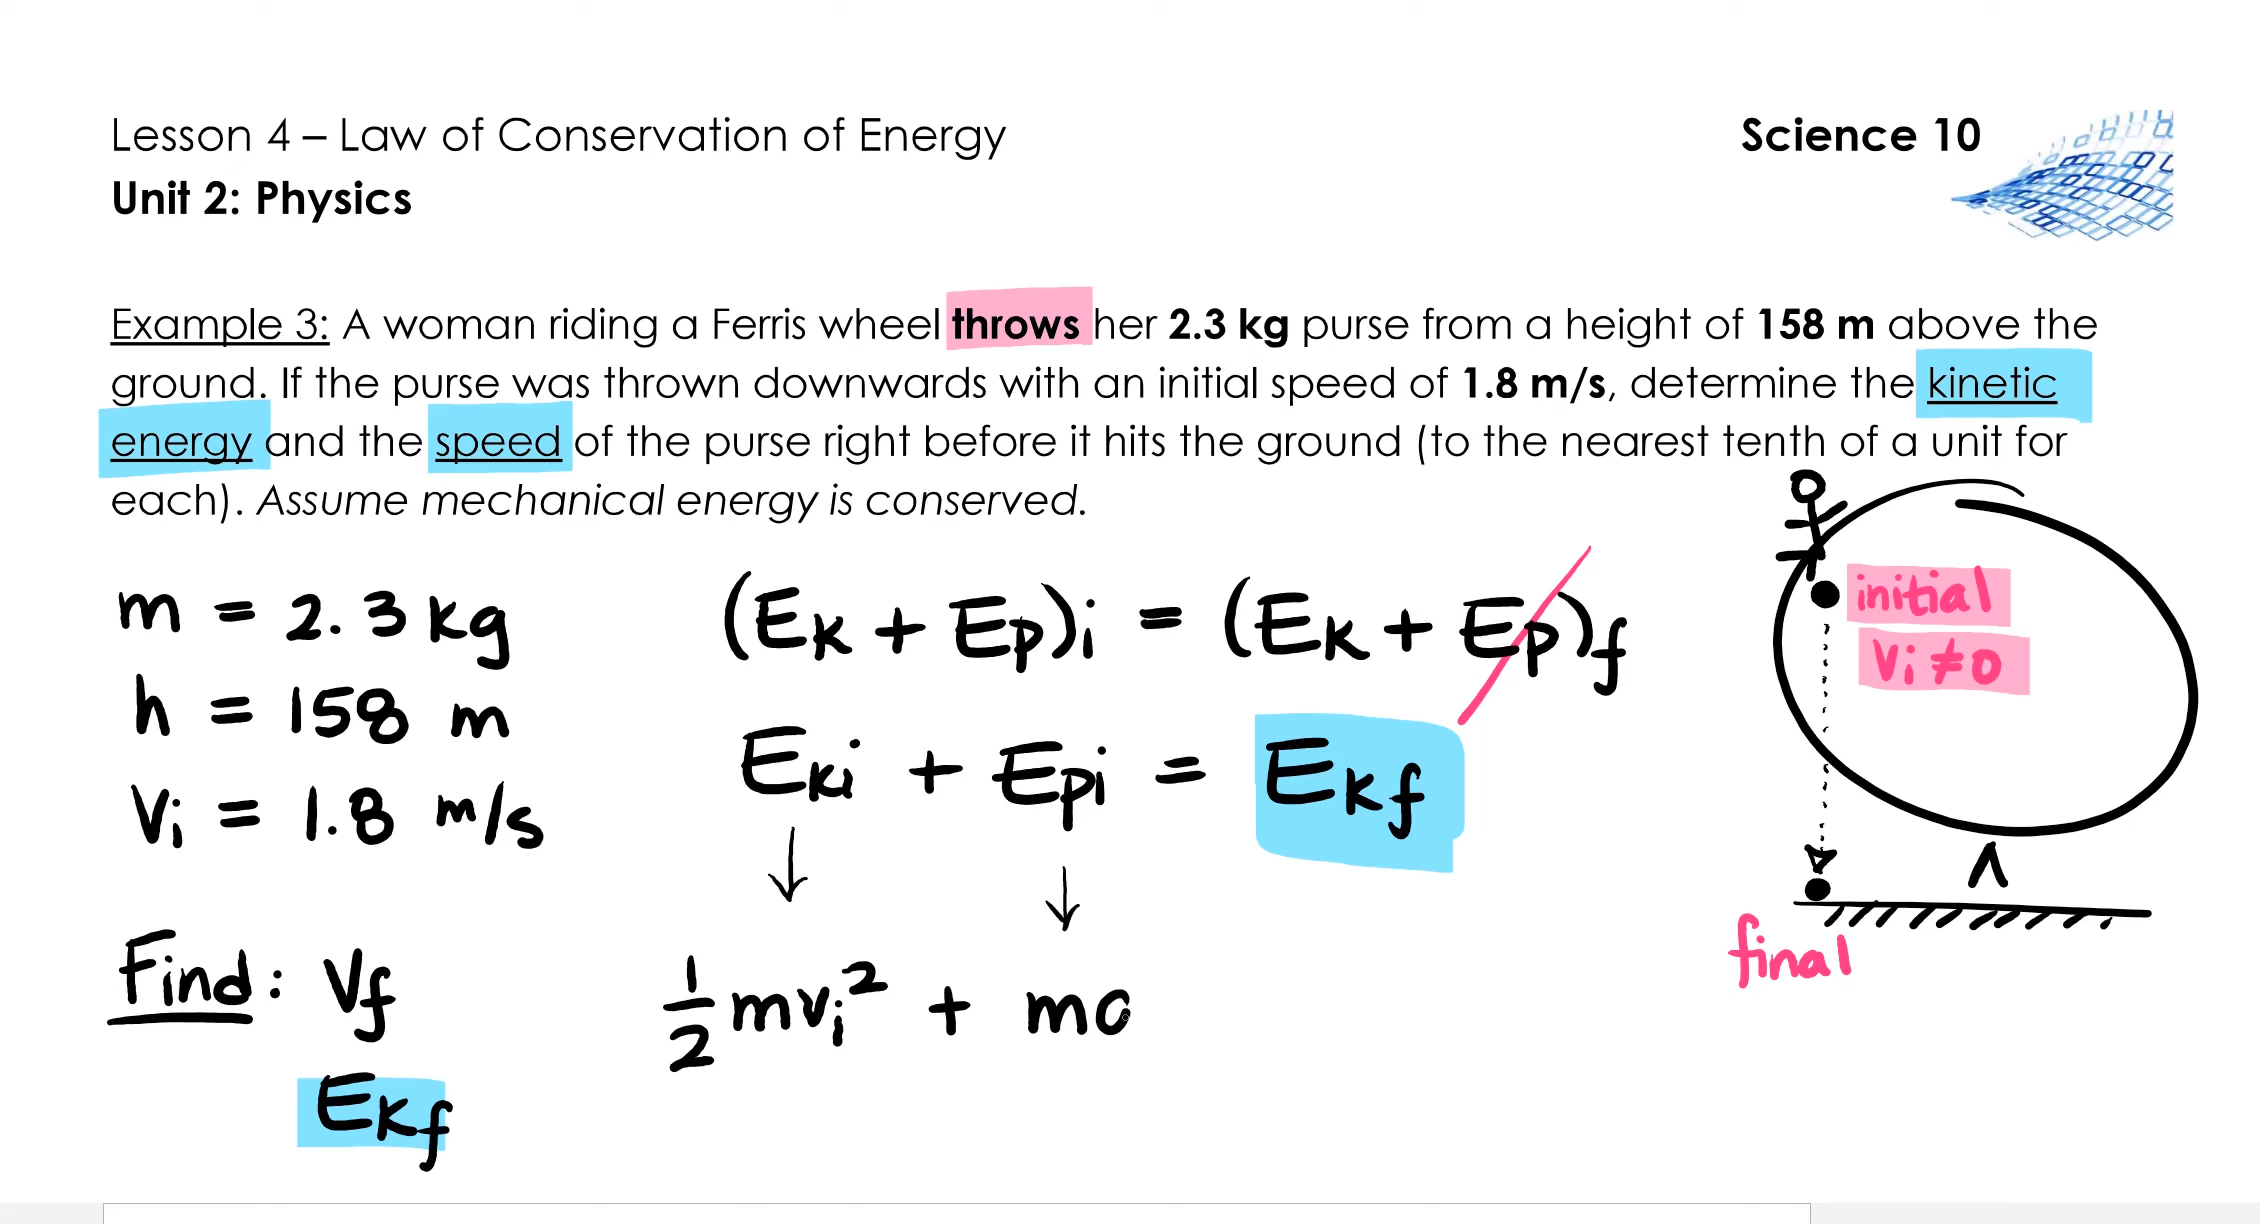 Lesson 4 – Law of Conservation of Energy
Science 10
Unit 2: Physics
Example 3: A woman riding a Ferris wheel throws her 2.3 kg purse from a height of 158 m above the
ground. If the purse was thrown downwards with an initial speed of 1.8 m/s, determine the kinetic
energy and the speed of the purse right before it hits the ground (to the nearest tenth of a unit for
each). Assume mechanical energy is conserved.
m = 2.3 kg
h = 158 m
Vi = 1.8 m/s
Find: Vf
Ekf
(Ek + Ep)i = (Ek + Ep)f
Eki + Epi = Ekf
↓ ↓
1/2 mvi² + ma
initial
Vi ≠ 0
final